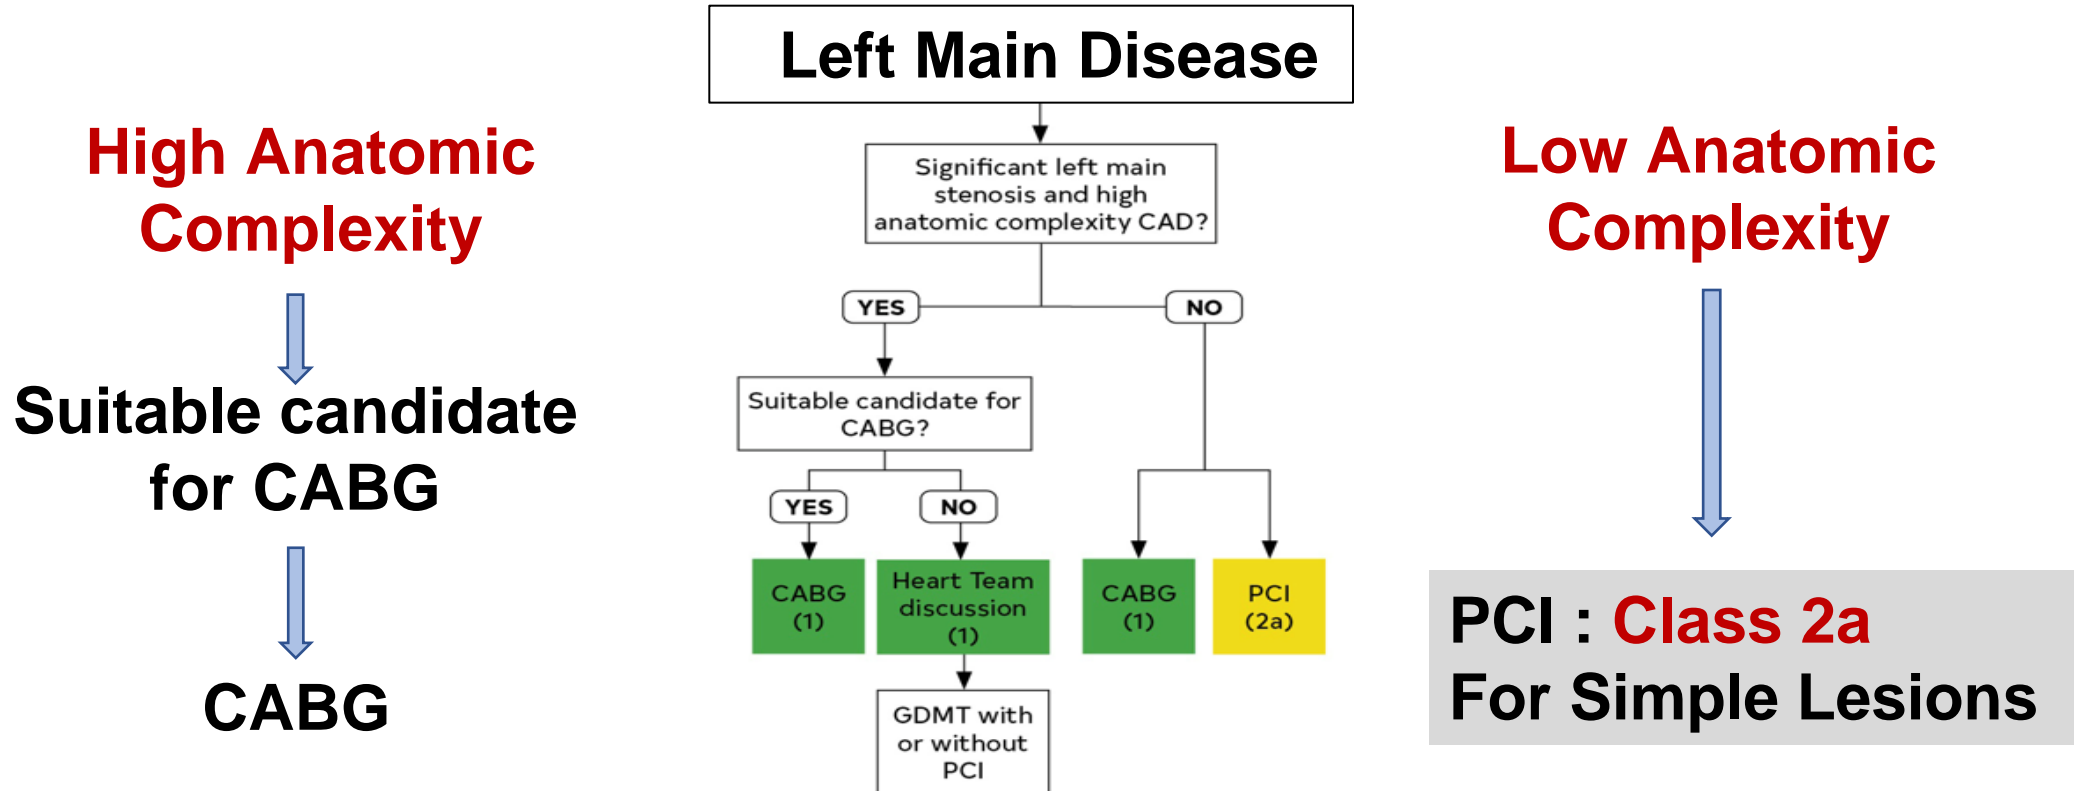 Left Main Disease
High Anatomic
Complexity
Suitable candidate
for CABG
CABG
Significant left main
stenosis and high
anatomic complexity CAD?
YES
NO
Suitable candidate for
CABG?
YES
NO
CABG
(1)
Heart Team
discussion
(1)
CABG
(1)
PCI
(2a)
GDMT with
or without
PCI
Low Anatomic
Complexity
PCI : Class 2a
For Simple Lesions